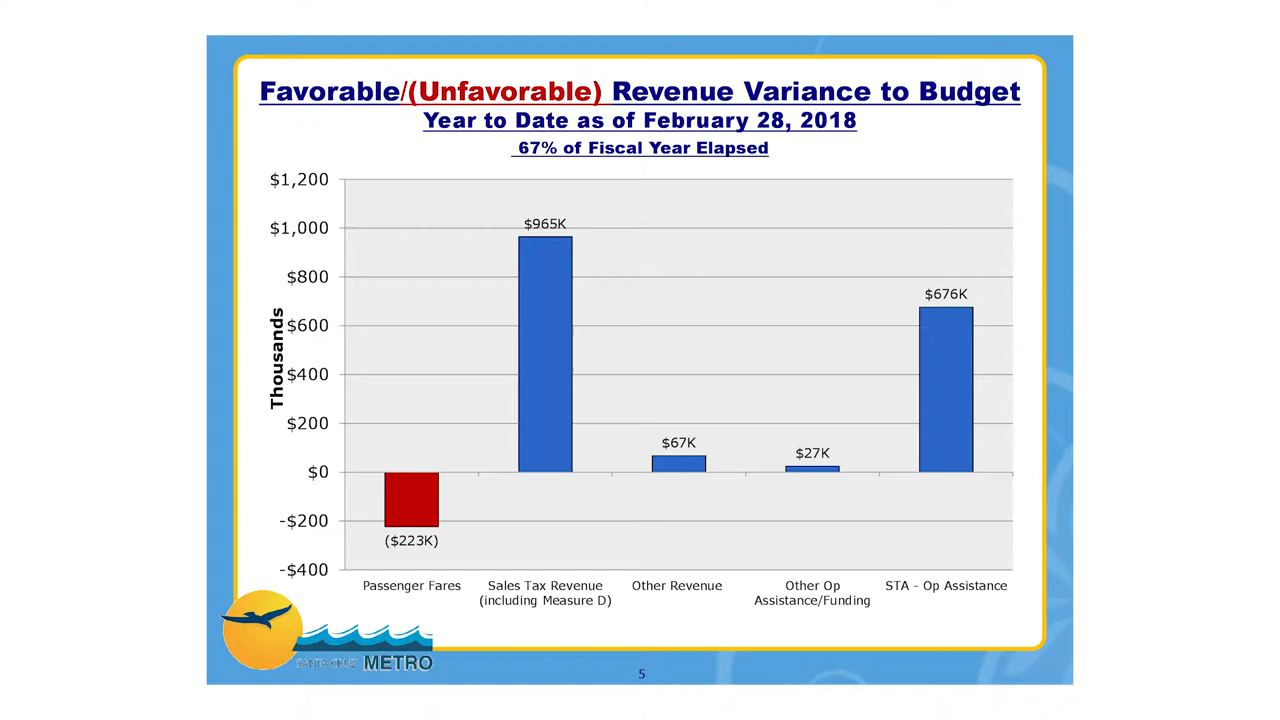 Favorable/(Unfavorable) Revenue Variance to Budget
Year to Date as of February 28, 2018
67% of Fiscal Year Elapsed
Thousands
$1,200
$1,000
$800
$600
$400
$200
$0
-$200
-$400
($223K)
$965K
$67K
$27K
$676K
Passenger Fares
Sales Tax Revenue
(including Measure D)
Other Revenue
Other Op
Assistance/Funding
STA - Op Assistance
SANTA CRUZ METRO
5